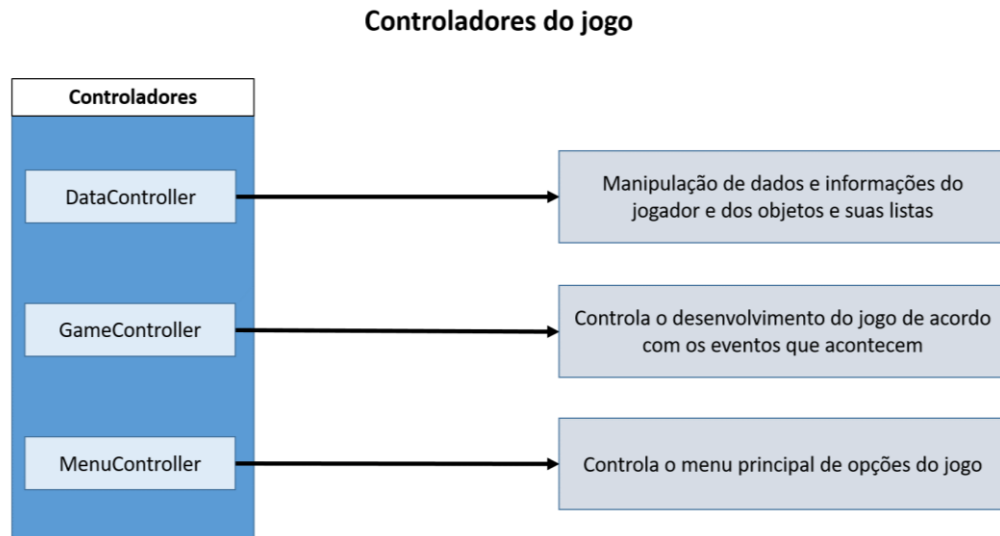 Controladores do jogo
Controladores
DataController
Manipulação de dados e informações do
jogador e dos objetos e suas listas
GameController
Controla o desenvolvimento do jogo de acordo
com os eventos que acontecem
MenuController
Controla o menu principal de opções do jogo